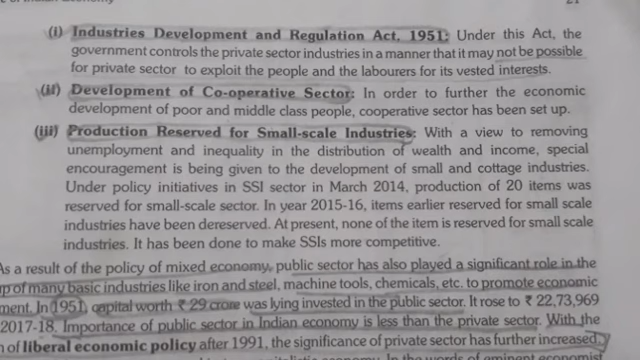 of Indian Economy 21
(i) Industries Development and Regulation Act, 1951: Under this Act, the
government controls the private sector industries in a manner that it may not be possible
for private sector to exploit the people and the labourers for its vested interests.
(ii) Development of Co-operative Sector: In order to further the economic
development of poor and middle class people, cooperative sector has been set up.
(iii) Production Reserved for Small-scale Industries: With a view to removing
unemployment and inequality in the distribution of wealth and income, special
encouragement is being given to the development of small and cottage industries.
Under policy initiatives in SSI sector in March 2014, production of 20 items was
reserved for small-scale sector. In year 2015-16, items earlier reserved for small scale
industries have been dereserved. At present, none of the item is reserved for small scale
industries. It has been done to make SSIs more competitive.
As a result of the policy of mixed economy, public sector has also played a significant role in the
up of many basic industries like iron and steel, machine tools, chemicals, etc. to promote economic
ment. In 1951, capital worth ₹ 29 crore was lying invested in the public sector. It rose to ₹ 22,73,969
2017-18. Importance of public sector in Indian economy is less than the private sector. With the
of liberal economic policy after 1991, the significance of private sector has further increased.
economy. In the words of eminent economist